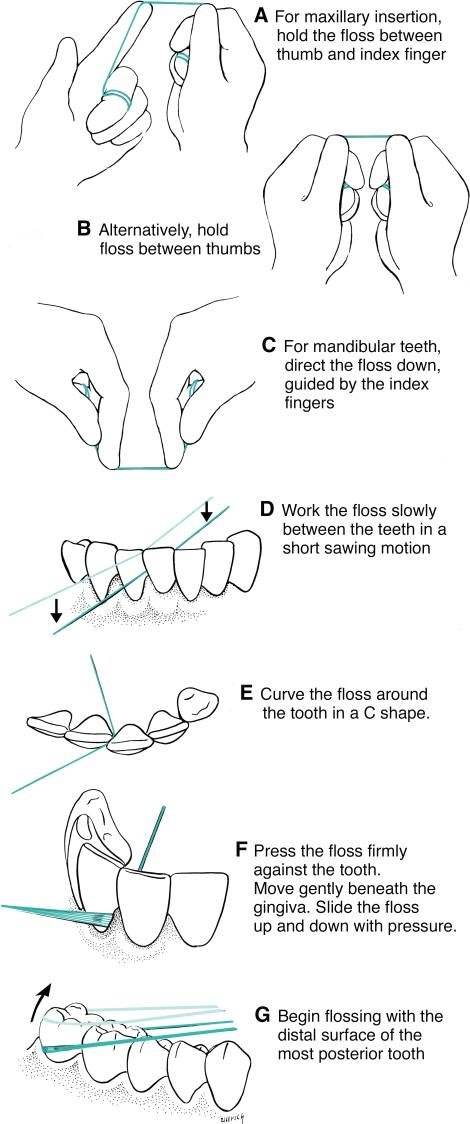 A For maxillary insertion,
hold the floss between
thumb and index finger
B Alternatively, hold
floss between thumbs
C For mandibular teeth,
direct the floss down,
guided by the index
fingers
D Work the floss slowly
between the teeth in a
short sawing motion
E Curve the floss around
the tooth in a C shape.
F Press the floss firmly
against the tooth.
Move gently beneath the
gingiva. Slide the floss
up and down with pressure.
G Begin flossing with the
distal surface of the
most posterior tooth